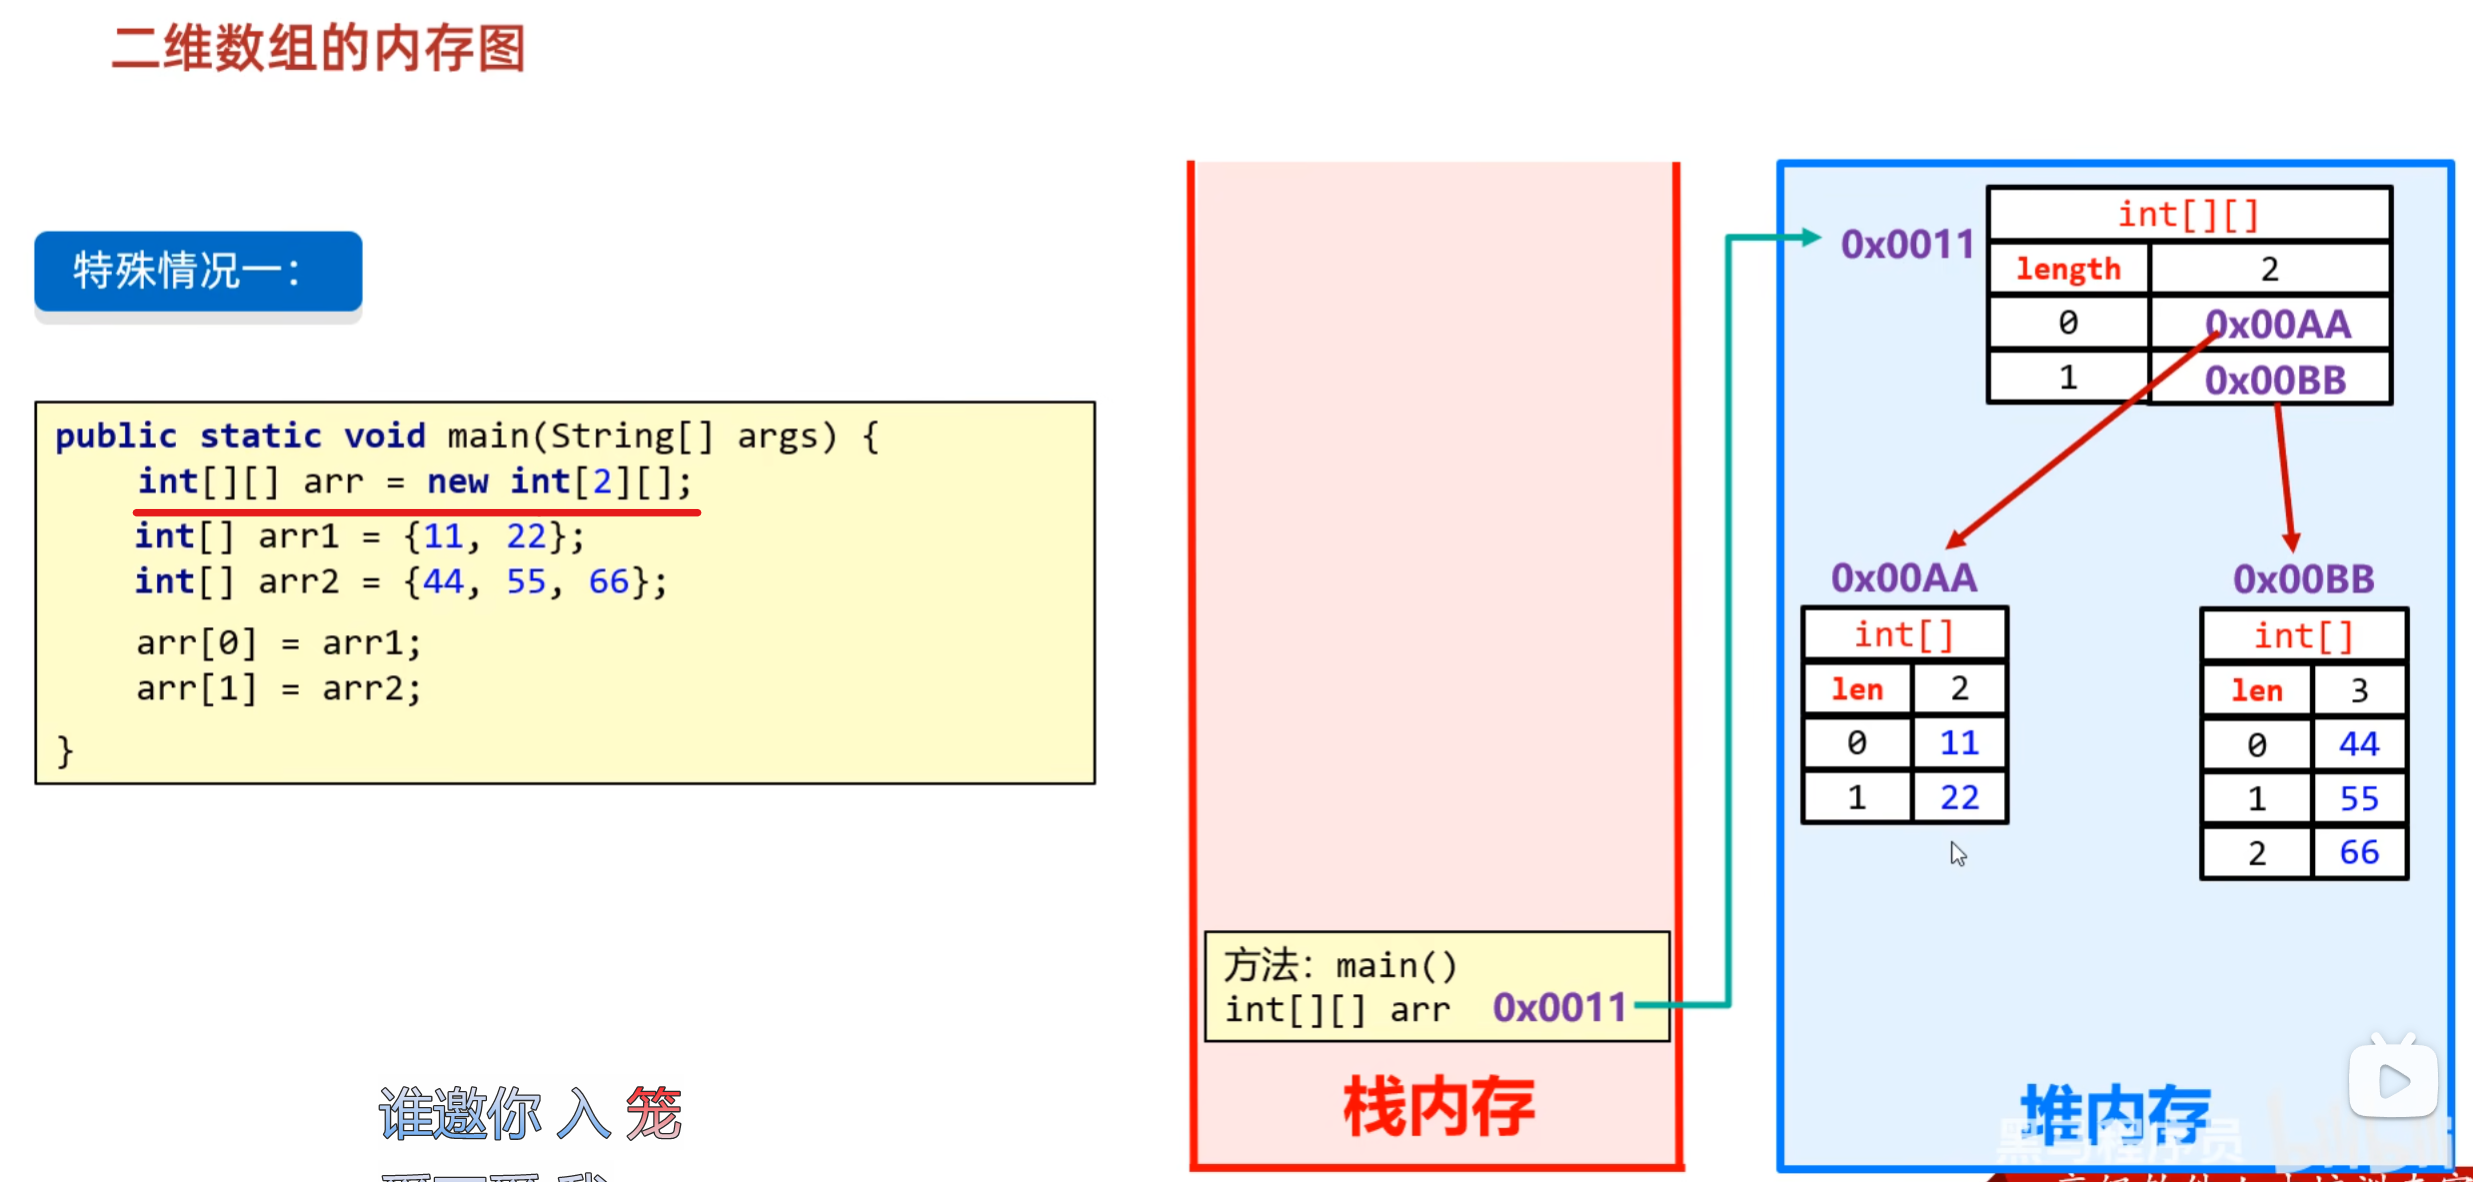 二维数组的内存图
特殊情况一：
public static void main(String[] args) {
int[][] arr = new int[2][];
int[] arr1 = {11, 22};
int[] arr2 = {44, 55, 66};
arr[0] = arr1;
arr[1] = arr2;
}
方法：main()
int[][] arr 0x0011
栈内存
0x0011
int[][]
length 2
0 0x00AA
1 0x00BB
0x00AA
int[]
len 2
0 11
1 22
0x00BB
int[]
len 3
0 44
1 55
2 66
堆内存
黑马程序员
bilibili
谁邀你 入 笼